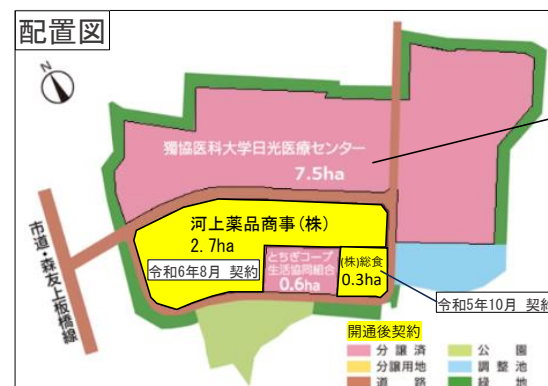 配置図
N
獨協医科大学日光医療センター
7.5ha
市道・森友上板橋線
河上薬品商事(株)
2.7ha
令和6年8月 契約
とちぎコープ
生活協同組合
0.6ha
(株)総食
0.3ha
令和5年10月 契約
開通後契約
分譲済
公園
分譲用地
調整池
道路
緑地